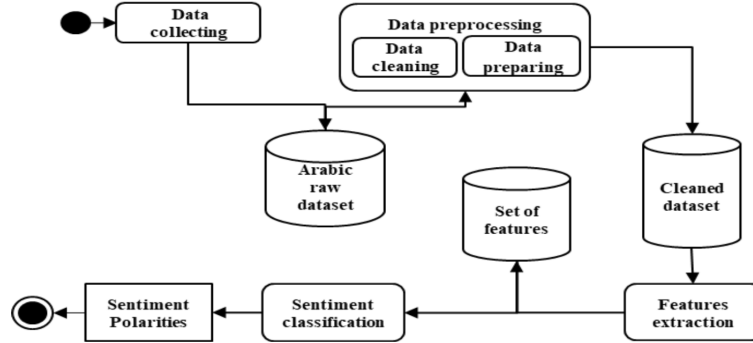 Data
collecting
Data preprocessing
Data
cleaning
Data
preparing
Arabic
raw
dataset
Set of
features
Cleaned
dataset
Sentiment
Polarities
Sentiment
classification
Features
extraction